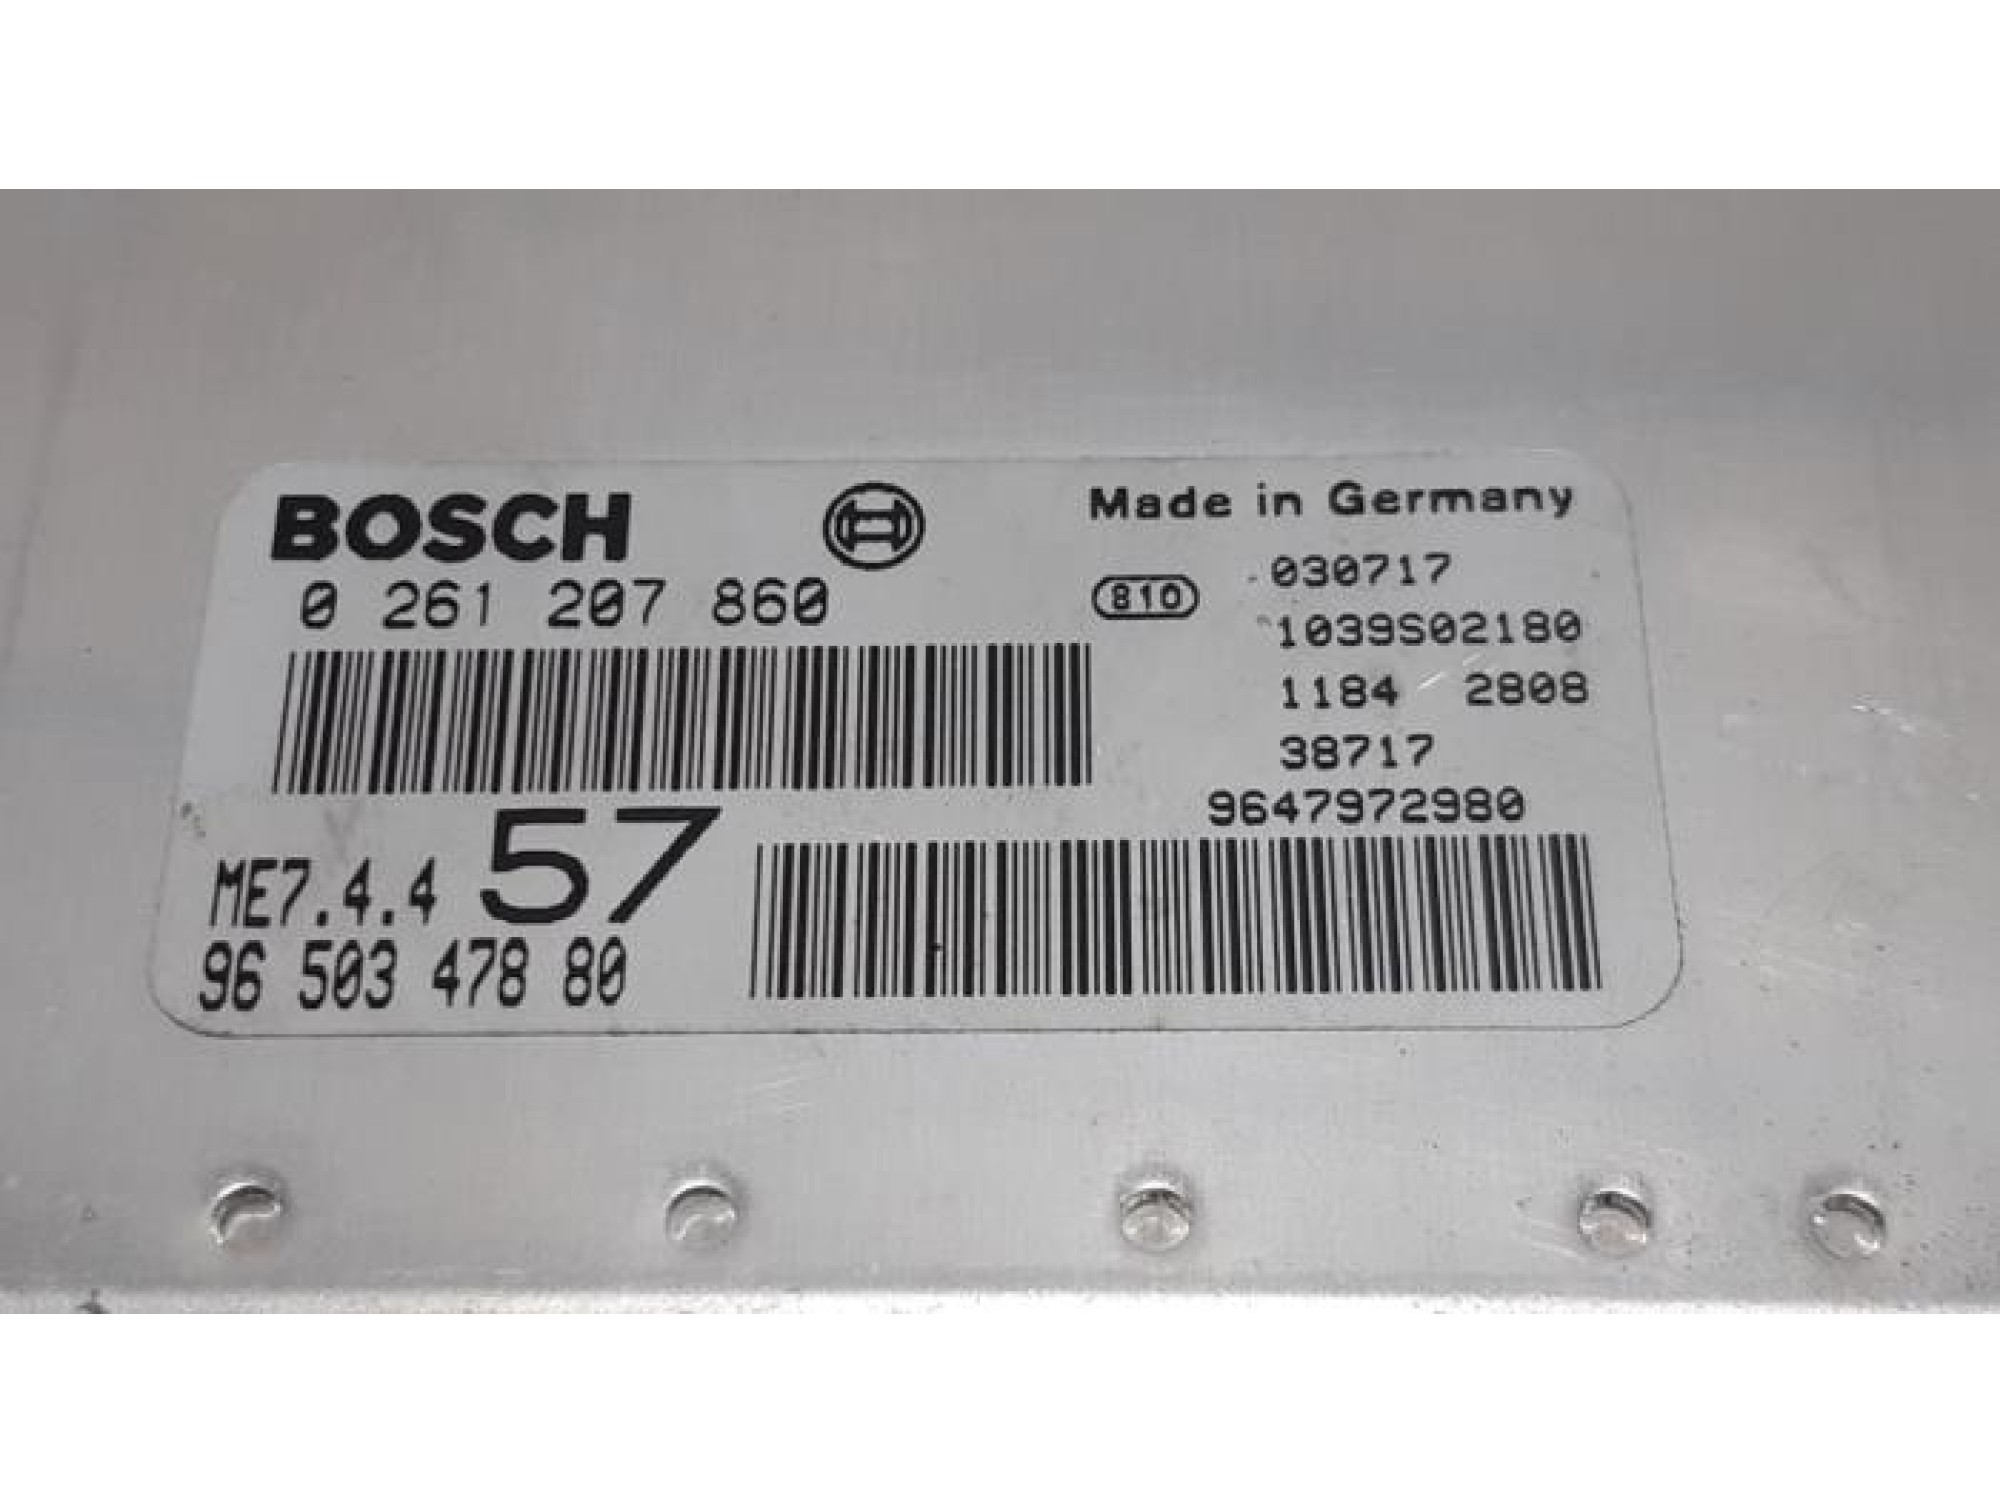 BOSCH
0 261 207 860
Made in Germany
810
030717
1039S02180
1184 2808
38717
9647972980
ME7.4.4 57
96 503 478 80